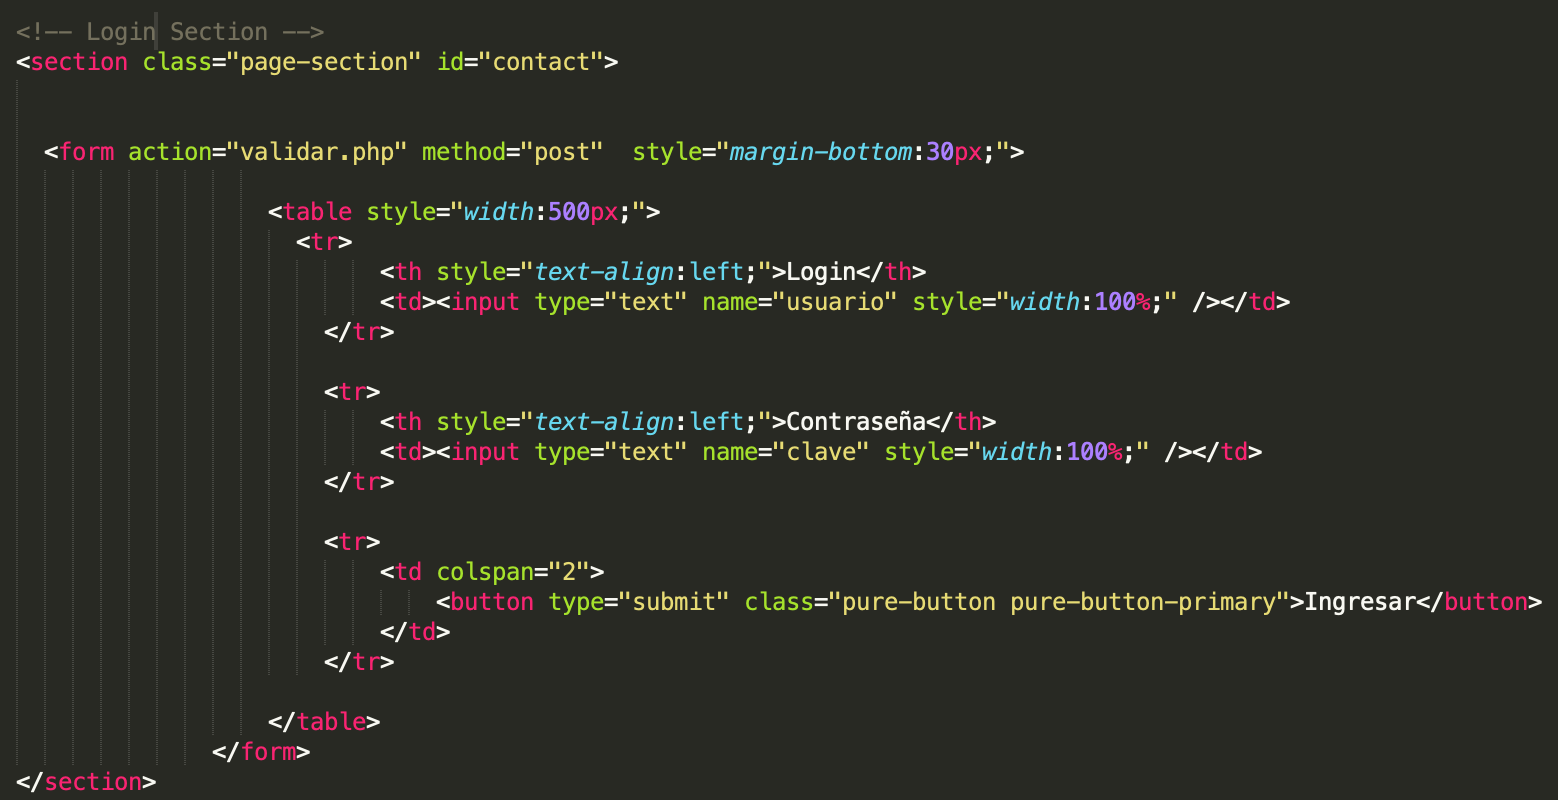 <!-- Login Section -->
<section class="page-section" id="contact">
<form action="validar.php" method="post"  style="margin-bottom:30px;">
<table style="width:500px;">
<tr>
<th style="text-align:left;">Login</th>
<td><input type="text" name="usuario" style="width:100%;" /></td>
</tr>
<tr>
<th style="text-align:left;">Contraseña</th>
<td><input type="text" name="clave" style="width:100%;" /></td>
</tr>
<tr>
<td colspan="2">
<button type="submit" class="pure-button pure-button-primary">Ingresar</button>
</td>
</tr>
</table>
</form>
</section>